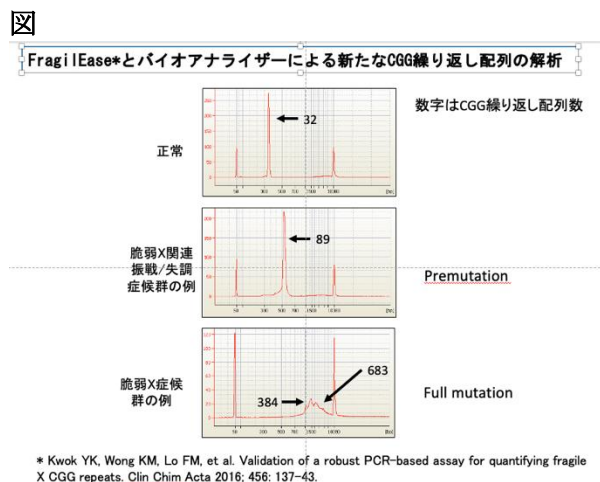 図
FragilEase*とバイオアナライザーによる新たなCGG繰り返し配列の解析
数字はCGG繰り返し配列数
正常
32
脆弱X関連
振戦/失調
症候群の例
89
Premutation
脆弱X症候
群の例
384
683
Full mutation
* Kwok YK, Wong KM, Lo FM, et al. Validation of a robust PCR-based assay for quantifying fragile
X CGG repeats. Clin Chim Acta 2016; 456: 137-43.